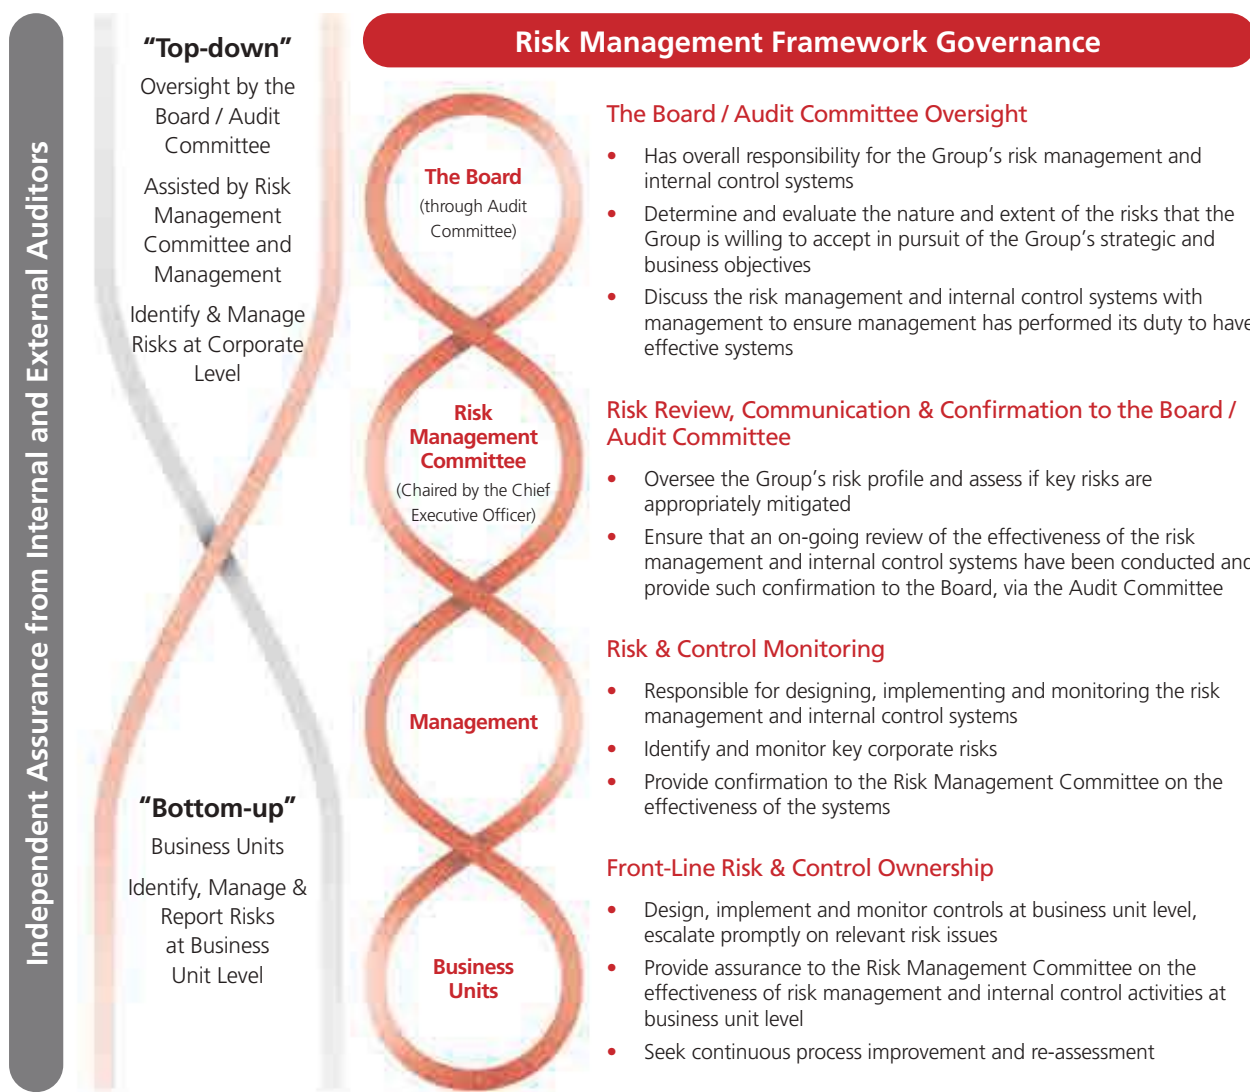 Independent Assurance from Internal and External Auditors
“Top-down”
Oversight by the
Board / Audit
Committee
Assisted by Risk
Management
Committee and
Management
Identify & Manage
Risks at Corporate
Level
“Bottom-up”
Business Units
Identify, Manage &
Report Risks
at Business
Unit Level
Risk Management Framework Governance
The Board
(through Audit
Committee)
The Board / Audit Committee Oversight
• Has overall responsibility for the Group’s risk management and
internal control systems
• Determine and evaluate the nature and extent of the risks that the
Group is willing to accept in pursuit of the Group’s strategic and
business objectives
• Discuss the risk management and internal control systems with
management to ensure management has performed its duty to have
effective systems
Risk
Management
Committee
(Chaired by the Chief
Executive Officer)
Risk Review, Communication & Confirmation to the Board /
Audit Committee
• Oversee the Group’s risk profile and assess if key risks are
appropriately mitigated
• Ensure that an on-going review of the effectiveness of the risk
management and internal control systems have been conducted and
provide such confirmation to the Board, via the Audit Committee
Management
Risk & Control Monitoring
• Responsible for designing, implementing and monitoring the risk
management and internal control systems
• Identify and monitor key corporate risks
• Provide confirmation to the Risk Management Committee on the
effectiveness of the systems
Business
Units
Front-Line Risk & Control Ownership
• Design, implement and monitor controls at business unit level,
escalate promptly on relevant risk issues
• Provide assurance to the Risk Management Committee on the
effectiveness of risk management and internal control activities at
business unit level
• Seek continuous process improvement and re-assessment